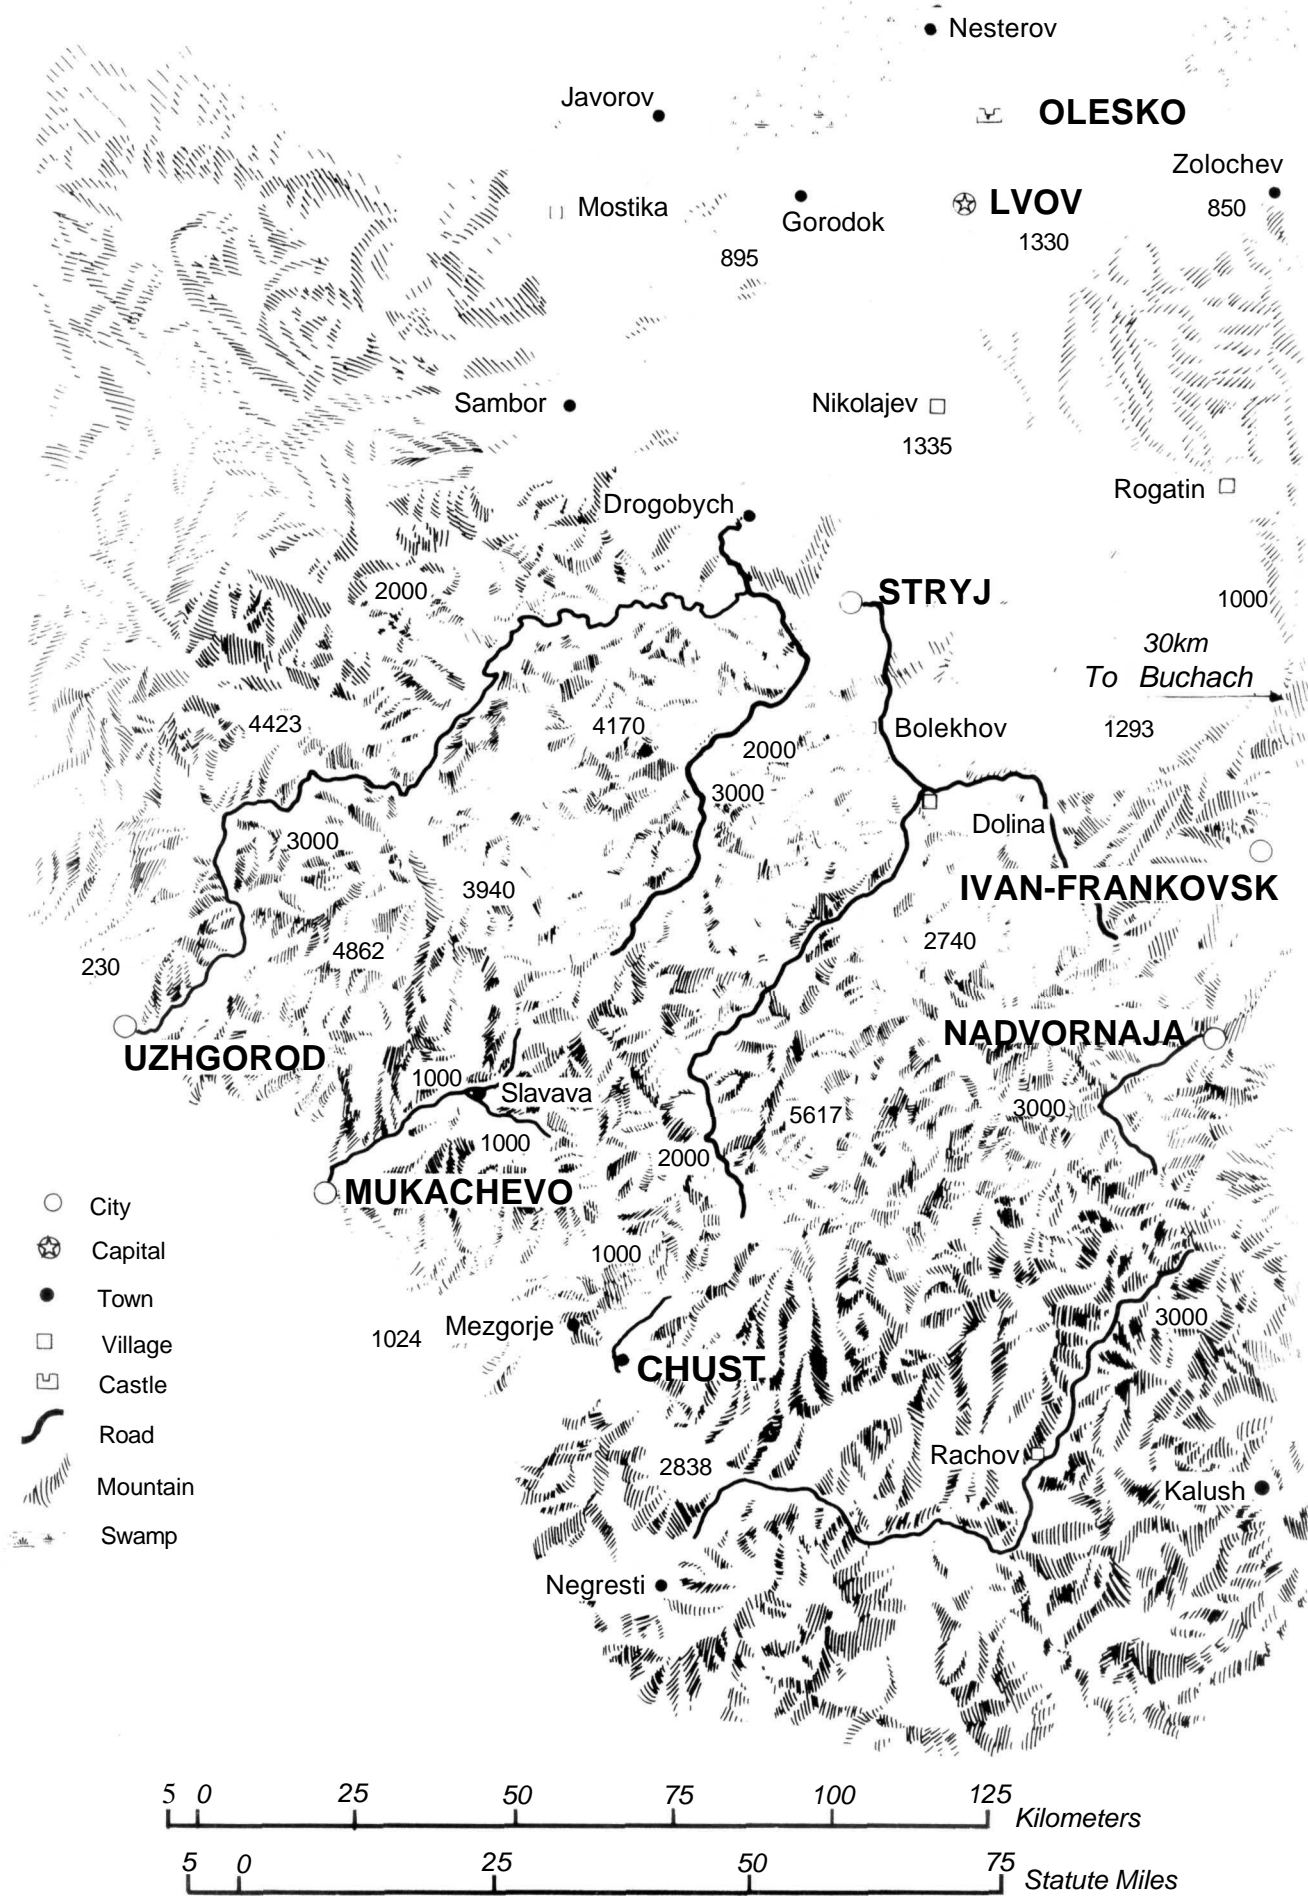 Nesterov
Javorov
OLESKO
Zolochev
850
Mostika
Gorodok
LVOV
1330
895
Sambor
Nikolajev
1335
Rogatin
Drogobych
2000
STRYJ
1000
30km
To Buchach
4423
4170
2000
Bolekhov
1293
3000
Dolina
3000
3940
IVAN-FRANKOVSK
4862
2740
230
UZHGOROD
NADVORNAJA
1000
Slavava
3000
5617
1000
2000
MUKACHEVO
1000
Mezgorje
1024
CHUST
3000
2838
Rachov
Kalush
Negresti
City
Capital
Town
Village
Castle
Road
Mountain
Swamp
5 0 25 50 75 100 125
Kilometers
5 0 25 50 75
Statute Miles